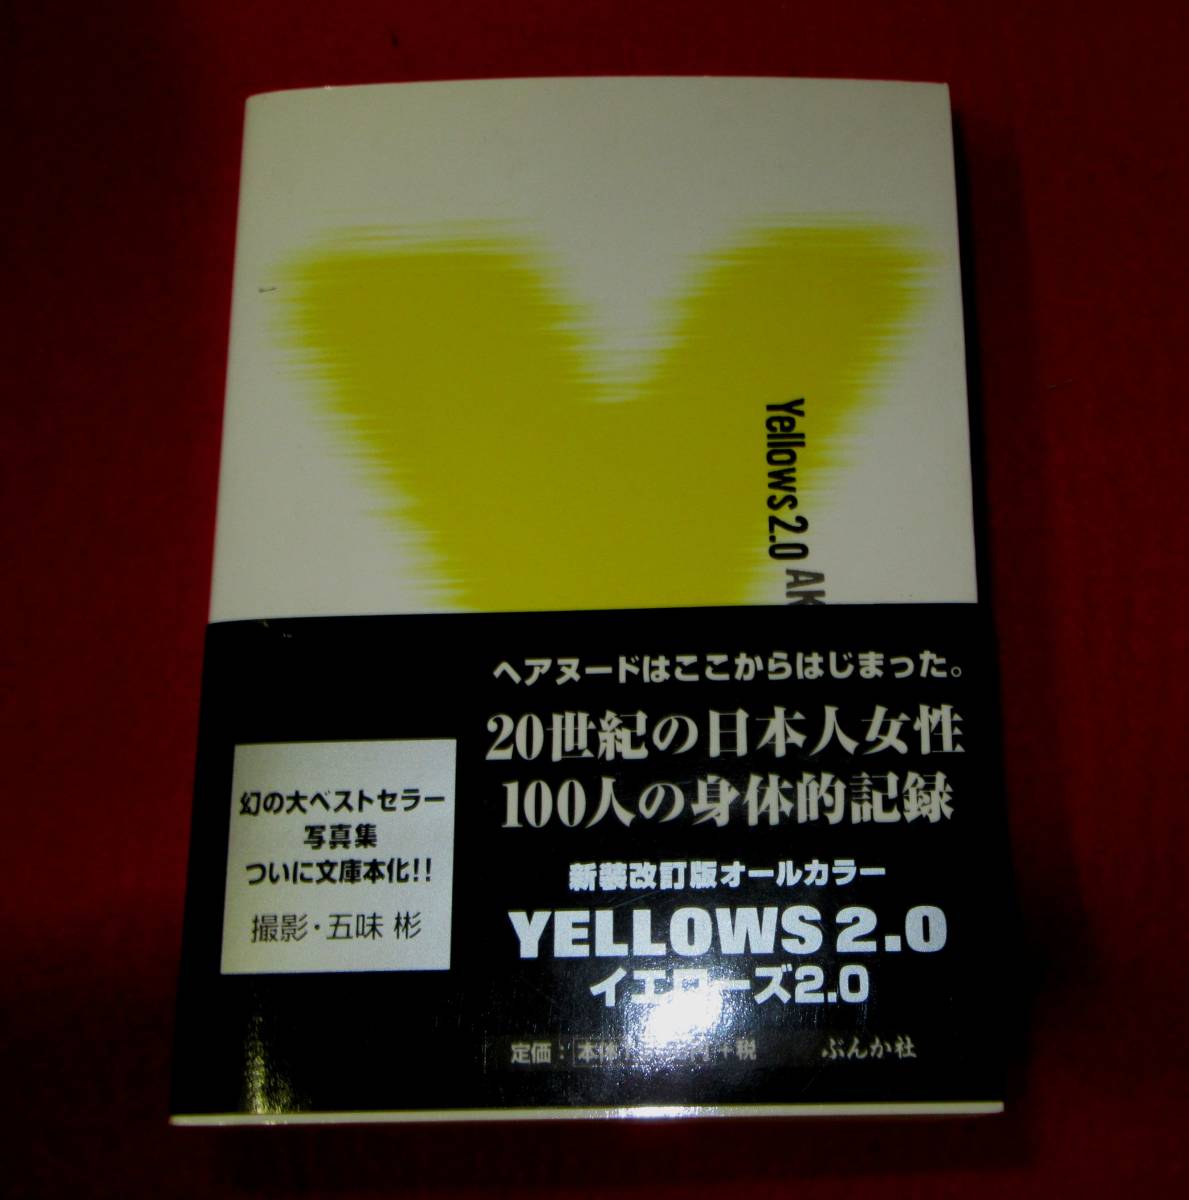 Yellows 2.0 AK
ヘアヌードはここからはじまった。
20世紀の日本人女性
100人の身体的記録
幻の大ベストセラー
写真集
ついに文庫本化!!
撮影・五味 彬
新装改訂版オールカラー
YELLOWS 2.0
イエローズ2.0
定価：本体 円+税
ぶんか社